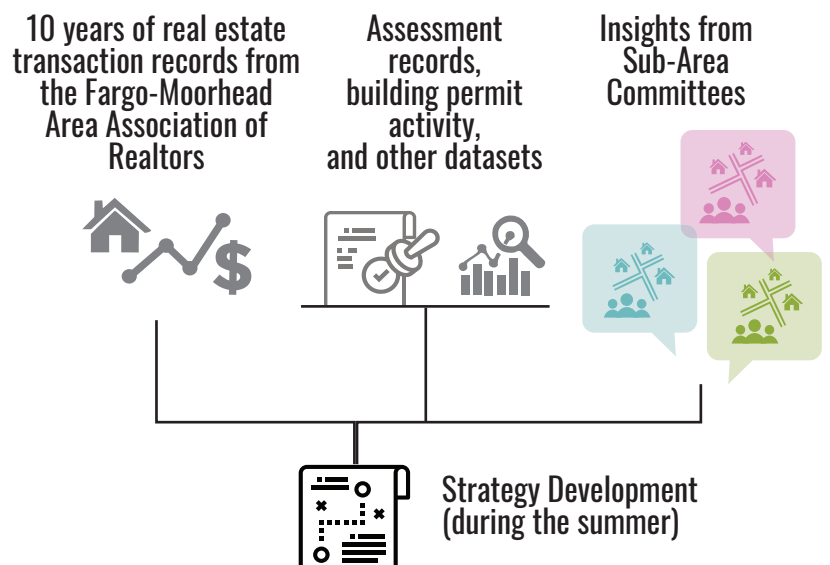 10 years of real estate
transaction records from
the Fargo-Moorhead
Area Association of
Realtors
Assessment
records,
building permit
activity,
and other datasets
Insights from
Sub-Area
Committees
$
Strategy Development
(during the summer)